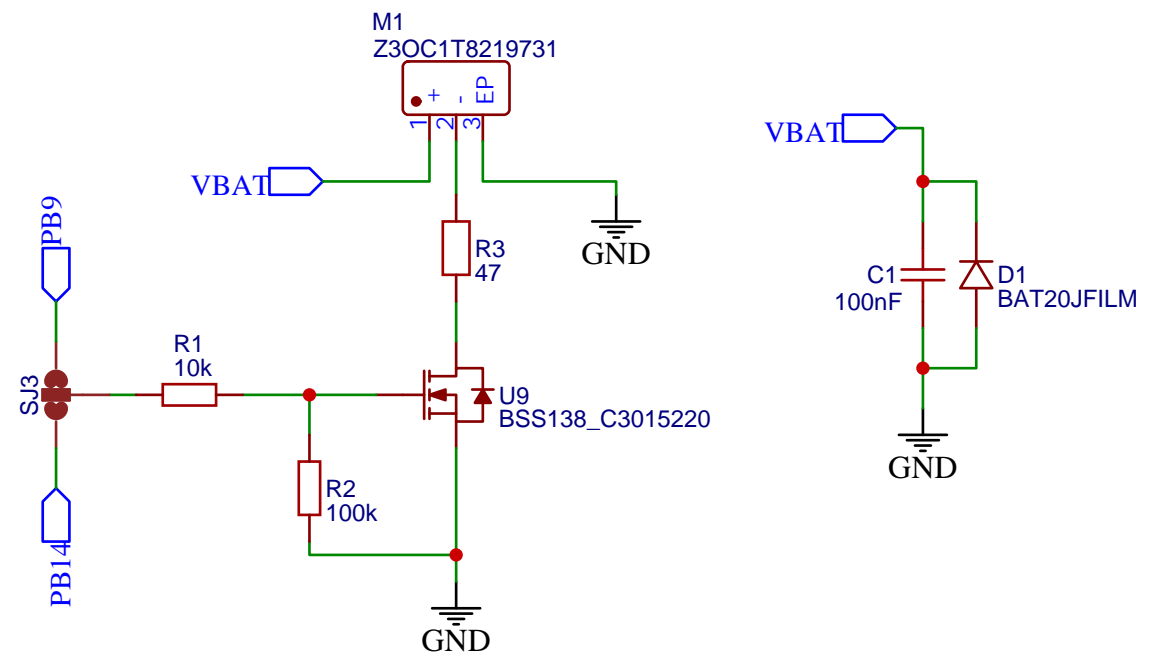 M1
Z3OC1T8219731
+
-
EP
1
2
3
VBAT
VBAT
PB9
GND
R3
47
C1
100nF
D1
BAT20JFILM
R1
10k
SJ3
U9
BSS138_C3015220
GND
R2
100k
PB14
GND